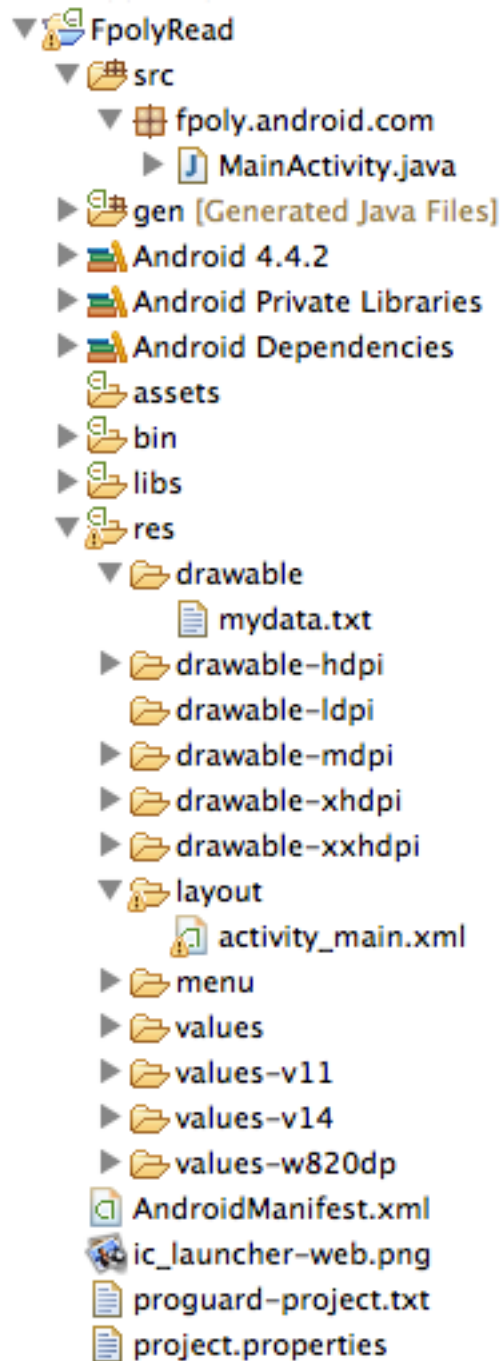 FpolyRead
src
fpoly.android.com
MainActivity.java
gen [Generated Java Files]
Android 4.4.2
Android Private Libraries
Android Dependencies
assets
bin
libs
res
drawable
mydata.txt
drawable-hdpi
drawable-ldpi
drawable-mdpi
drawable-xhdpi
drawable-xxhdpi
layout
activity_main.xml
menu
values
values-v11
values-v14
values-w820dp
AndroidManifest.xml
ic_launcher-web.png
proguard-project.txt
project.properties